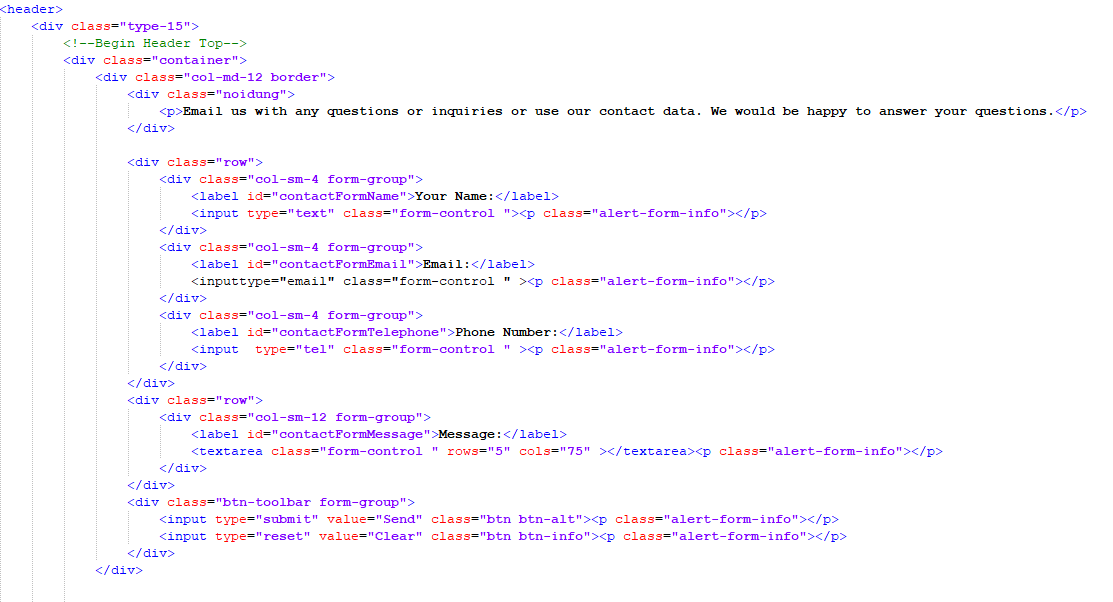 <header>
<div class="type-15">
<!--Begin Header Top-->
<div class="container">
<div class="col-md-12 border">
<div class="noidung">
<p>Email us with any questions or inquiries or use our contact data. We would be happy to answer your questions.</p>
</div>
<div class="row">
<div class="col-sm-4 form-group">
<label id="contactFormName">Your Name:</label>
<input type="text" class="form-control "><p class="alert-form-info"></p>
</div>
<div class="col-sm-4 form-group">
<label id="contactFormEmail">Email:</label>
<inputtype="email" class="form-control " ><p class="alert-form-info"></p>
</div>
<div class="col-sm-4 form-group">
<label id="contactFormTelephone">Phone Number:</label>
<input  type="tel" class="form-control " ><p class="alert-form-info"></p>
</div>
</div>
<div class="row">
<div class="col-sm-12 form-group">
<label id="contactFormMessage">Message:</label>
<textarea class="form-control " rows="5" cols="75" ></textarea><p class="alert-form-info"></p>
</div>
</div>
<div class="btn-toolbar form-group">
<input type="submit" value="Send" class="btn btn-alt"><p class="alert-form-info"></p>
<input type="reset" value="Clear" class="btn btn-info"><p class="alert-form-info"></p>
</div>
</div>